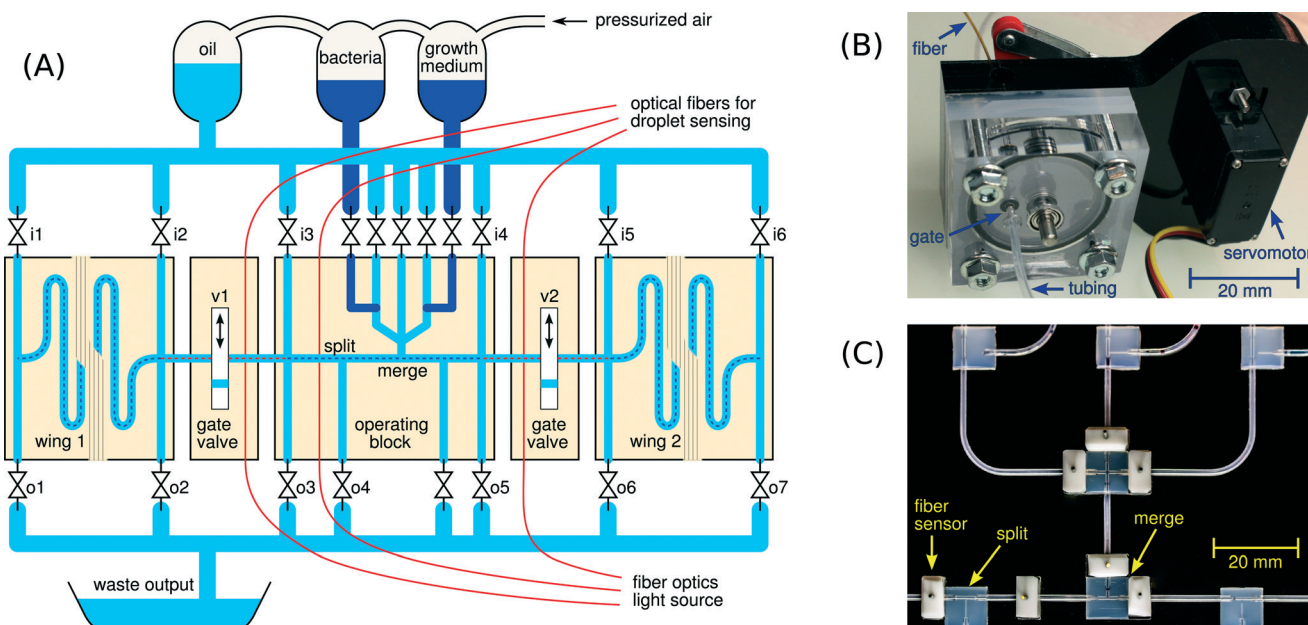 (A)
oil
bacteria
growth
medium
pressurized air
optical fibers for
droplet sensing
i1
i2
i3
i4
i5
i6
v1
v2
split
merge
wing 1
gate
valve
operating
block
gate
valve
wing 2
o1
o2
o3
o4
o5
o6
o7
waste output
fiber optics
light source
(B)
fiber
gate
tubing
servomotor
20 mm
(C)
fiber
sensor
split
merge
20 mm